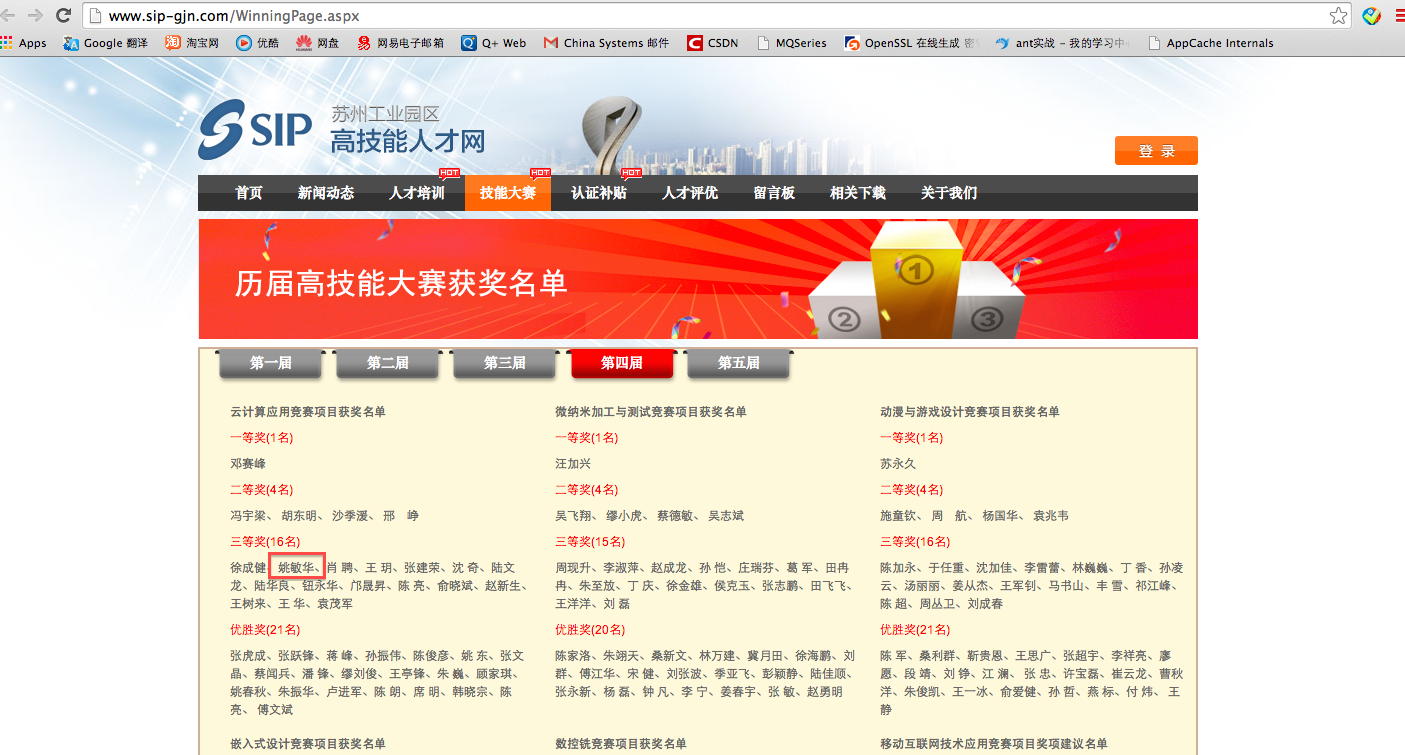 www.sip-gjn.com/WinningPage.aspx
Apps Google 翻译 淘宝网 优酷 网盘 网易电子邮箱 Q+ Web China Systems 邮件 CSDN MQSeries OpenSSL 在线生成 密 ant实战 - 我的学习中 AppCache Internals
SIP 苏州工业园区
高技能人才网
登 录
HOT HOT HOT
首页 新闻动态 人才培训 技能大赛 认证补贴 人才评优 留言板 相关下载 关于我们
历届高技能大赛获奖名单
1
2 3
第一届 第二届 第三届 第四届 第五届
云计算应用竞赛项目获奖名单
一等奖(1名)
邓赛峰
二等奖(4名)
冯宇梁、 胡东明、 沙季湲、 邢　峥
三等奖(16名)
徐成健、姚敏华、肖 聘、王 玥、张建荣、沈 奇、陆文
龙、陆华良、钮永华、邝晟昇、陈 亮、俞晓斌、赵新生、
王树来、王 华、袁茂军
优胜奖(21名)
张虎成、张跃锋、蒋 峰、孙振伟、陈俊彦、姚 东、张文
晶、蔡闻兵、潘 锋、缪刘俊、王亭锋、朱 巍、顾家琪、
姚春秋、朱振华、卢进军、陈 朗、席 明、韩晓宗、陈
亮、 傅文斌
嵌入式设计竞赛项目获奖名单
微纳米加工与测试竞赛项目获奖名单
一等奖(1名)
汪加兴
二等奖(4名)
吴飞翔、 缪小虎、 蔡德敏、 吴志斌
三等奖(15名)
周现升、李淑萍、赵成龙、孙 恺、庄瑞芬、葛 军、田冉
冉、朱至放、丁 庆、徐金雄、侯克玉、张志鹏、田飞飞、
王洋洋、刘 磊
优胜奖(20名)
陈家洛、朱翊天、桑新文、林万建、冀月田、徐海鹏、刘
群、傅江华、宋 健、刘张波、季亚飞、彭颖静、陆佳顺、
张永新、杨 磊、钟 凡、李 宁、姜春宇、张 敏、赵勇明
数控铣竞赛项目获奖名单
动漫与游戏设计竞赛项目获奖名单
一等奖(1名)
苏永久
二等奖(4名)
施童钦、 周　航、 杨国华、 袁兆韦
三等奖(16名)
陈加永、于任重、沈加佳、李雷蕾、林巍巍、丁 香、孙凌
云、汤丽丽、姜从杰、王军钊、马书山、丰 雪、祁江峰、
陈 超、周丛卫、刘成春
优胜奖(21名)
陈 军、桑利群、靳贵恩、王思广、张超宇、李祥亮、廖
愿、段 靖、刘 铮、江 澜、 张 忠、许宝磊、崔云龙、曹秋
洋、朱俊凯、王一冰、俞爱健、孙 哲、燕 标、付 炜、 王
静
移动互联网技术应用竞赛项目奖项建议名单